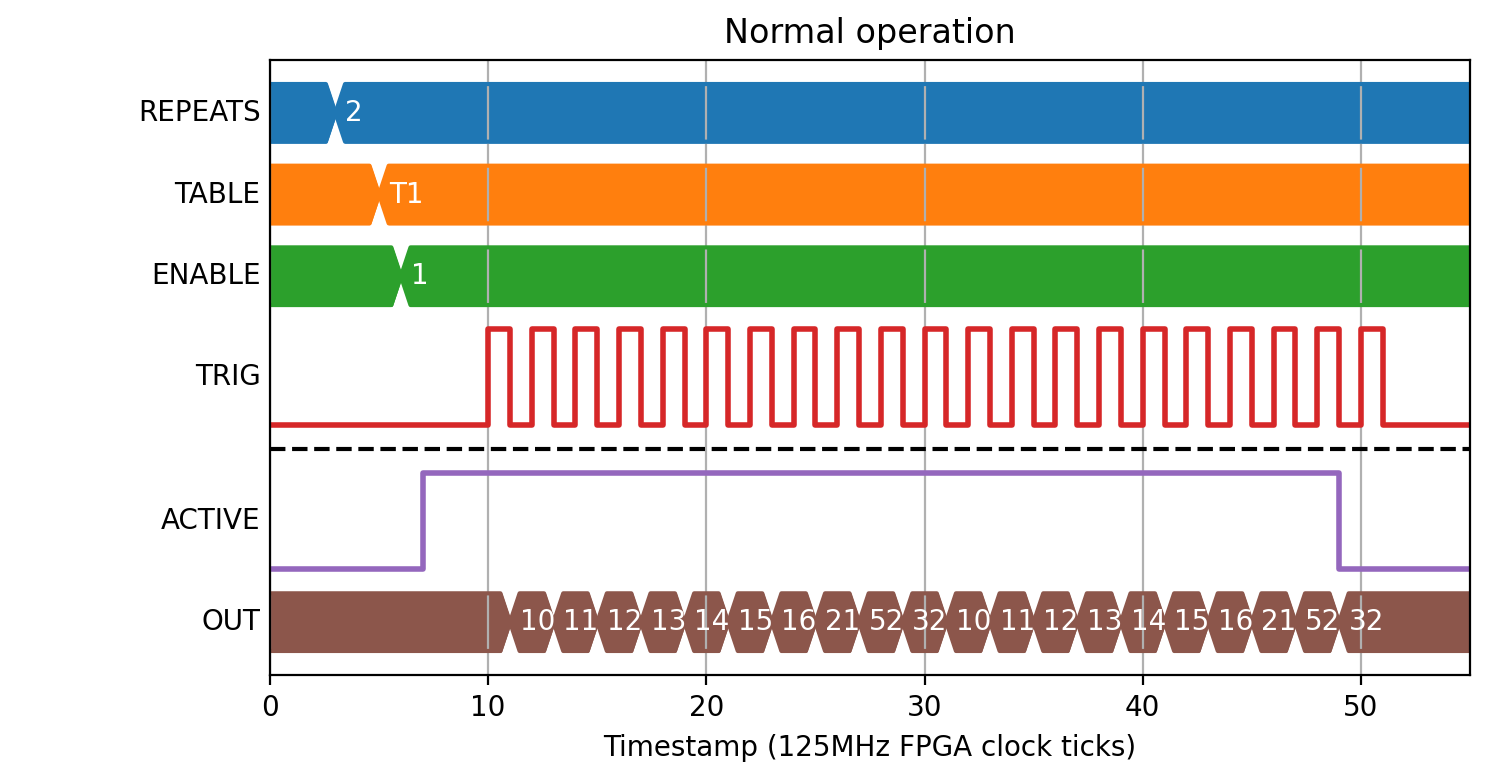 Normal operation
REPEATS 2
TABLE T1
ENABLE 1
TRIG
ACTIVE
OUT 10 11 12 13 14 15 16 21 52 32 10 11 12 13 14 15 16 21 52 32
0 10 20 30 40 50
Timestamp (125MHz FPGA clock ticks)